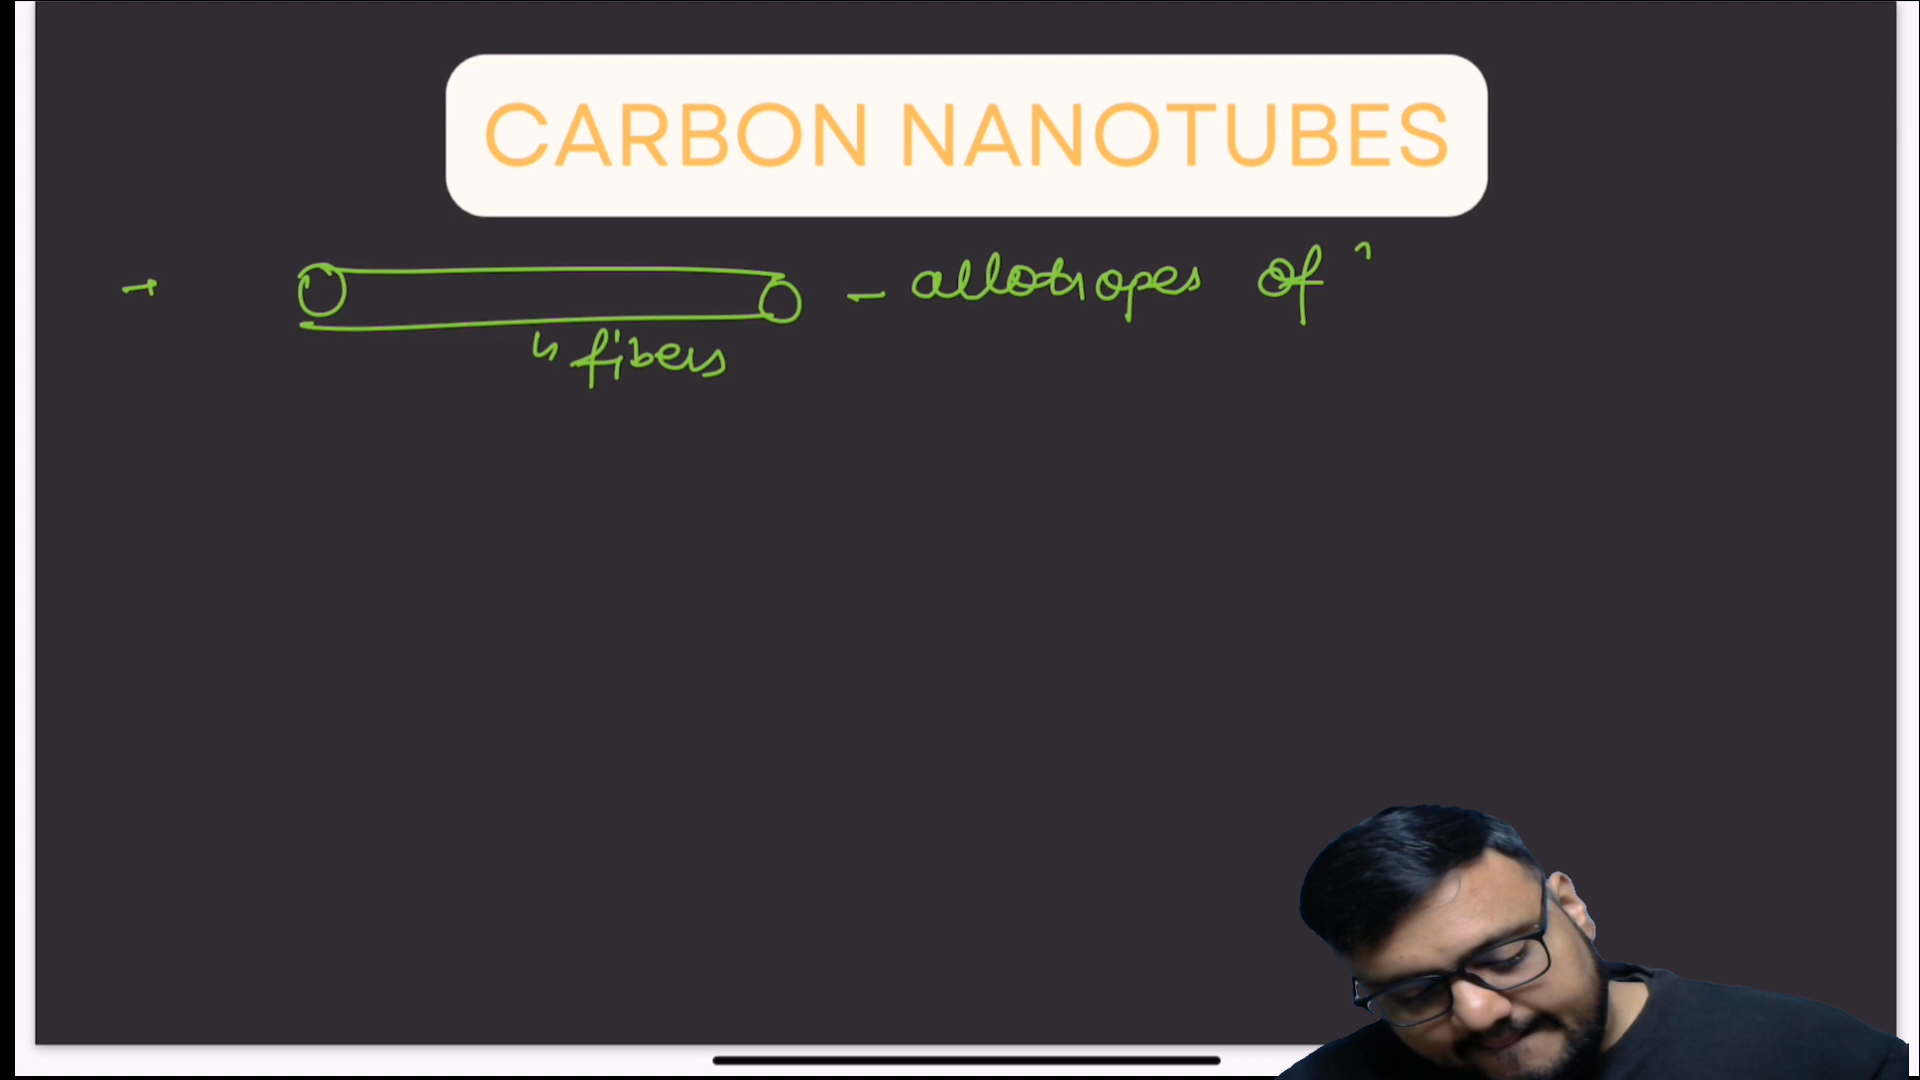 CARBON NANOTUBES
→ - allotropes of
↳ fibers